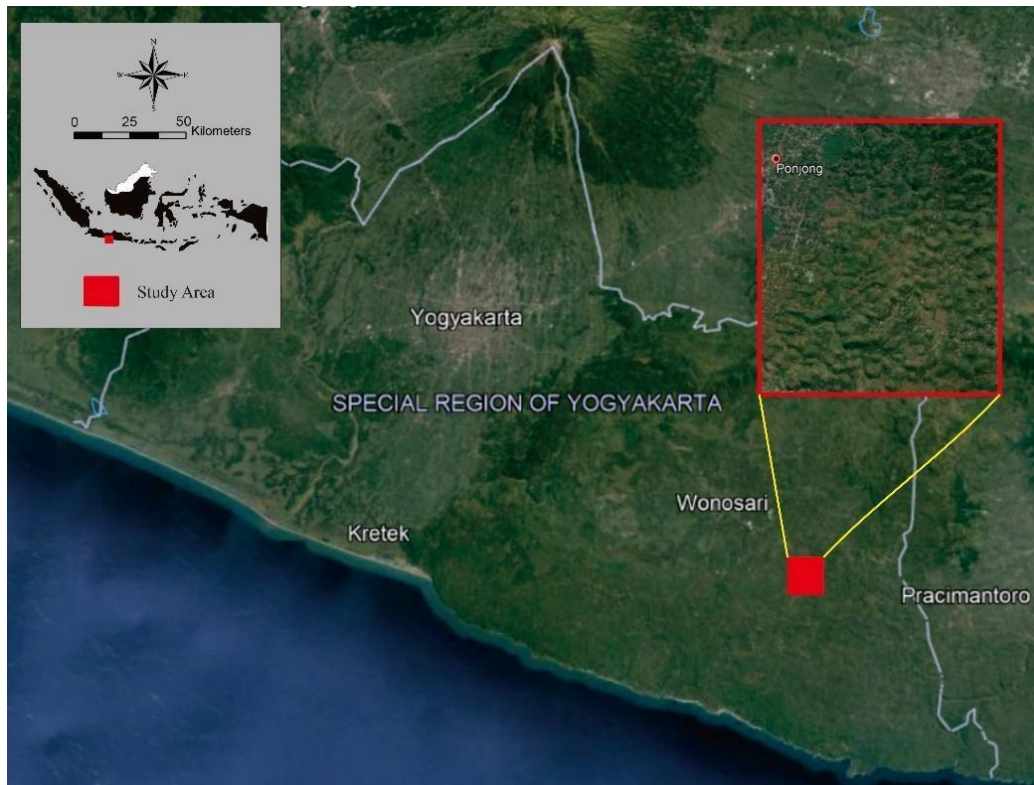 N
W
E
S
0 25 50
Kilometers
Study Area
Ponjong
Yogyakarta
SPECIAL REGION OF YOGYAKARTA
Wonosari
Kretek
Pracimantoro